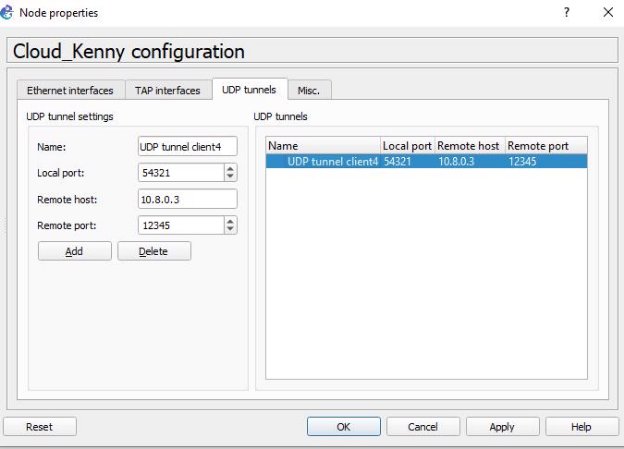 Node properties
?
Cloud_Kenny configuration
Ethernet interfaces TAP interfaces UDP tunnels Misc.
UDP tunnel settings
Name: UDP tunnel client4
Local port: 54321
Remote host: 10.8.0.3
Remote port: 12345
Add Delete
UDP tunnels
Name Local port Remote host Remote port
UDP tunnel client4 54321 10.8.0.3 12345
Reset OK Cancel Apply Help